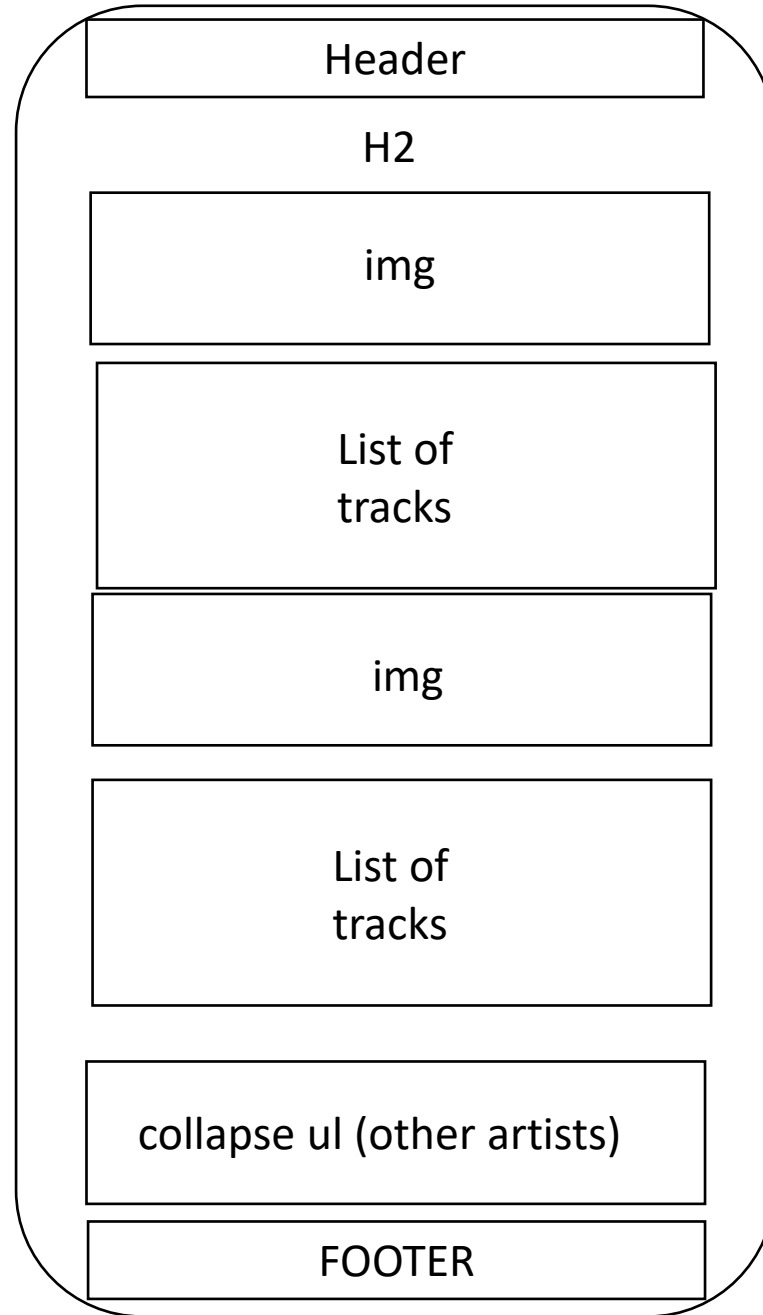 Header
H2
img
List of
tracks
img
List of
tracks
collapse ul (other artists)
FOOTER